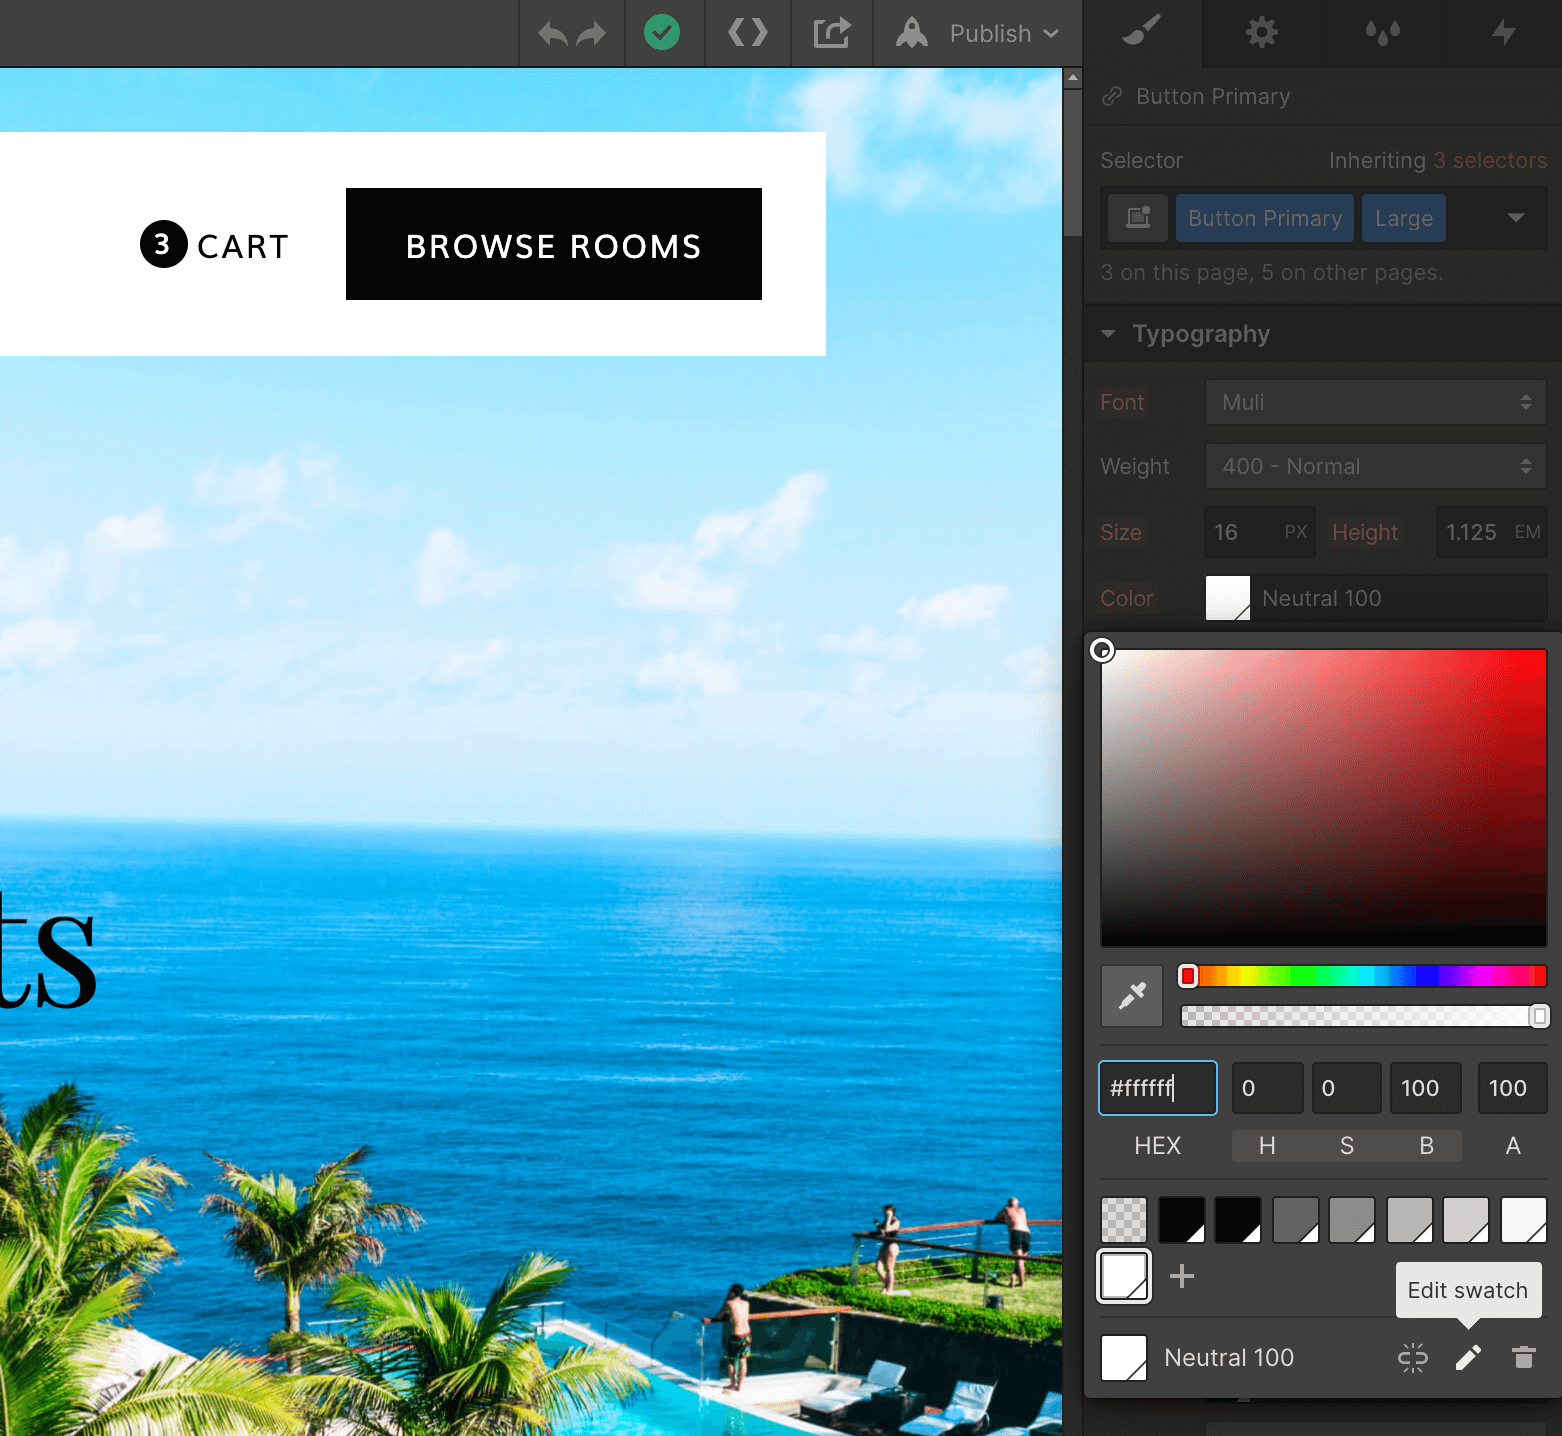 Publish
Button Primary
Selector
Inheriting 3 selectors
Button Primary
Large
3 on this page, 5 on other pages.
3 CART
BROWSE ROOMS
Typography
Font
Muli
Weight
400 - Normal
Size
16 PX
Height
1.125 EM
Color
Neutral 100
ts
#ffffff
0
0
100
100
HEX
H
S
B
A
Edit swatch
Neutral 100